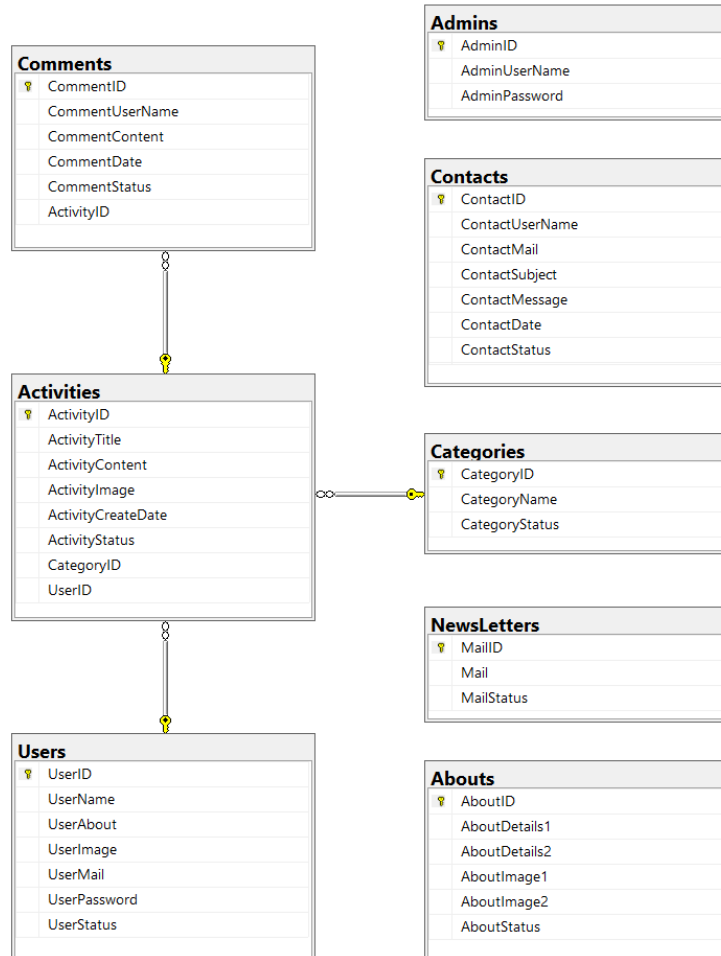 Comments
CommentID
CommentUserName
CommentContent
CommentDate
CommentStatus
ActivityID
Activities
ActivityID
ActivityTitle
ActivityContent
ActivityImage
ActivityCreateDate
ActivityStatus
CategoryID
UserID
Users
UserID
UserName
UserAbout
UserImage
UserMail
UserPassword
UserStatus
Admins
AdminID
AdminUserName
AdminPassword
Contacts
ContactID
ContactUserName
ContactMail
ContactSubject
ContactMessage
ContactDate
ContactStatus
Categories
CategoryID
CategoryName
CategoryStatus
NewsLetters
MailID
Mail
MailStatus
Abouts
AboutID
AboutDetails1
AboutDetails2
AboutImage1
AboutImage2
AboutStatus